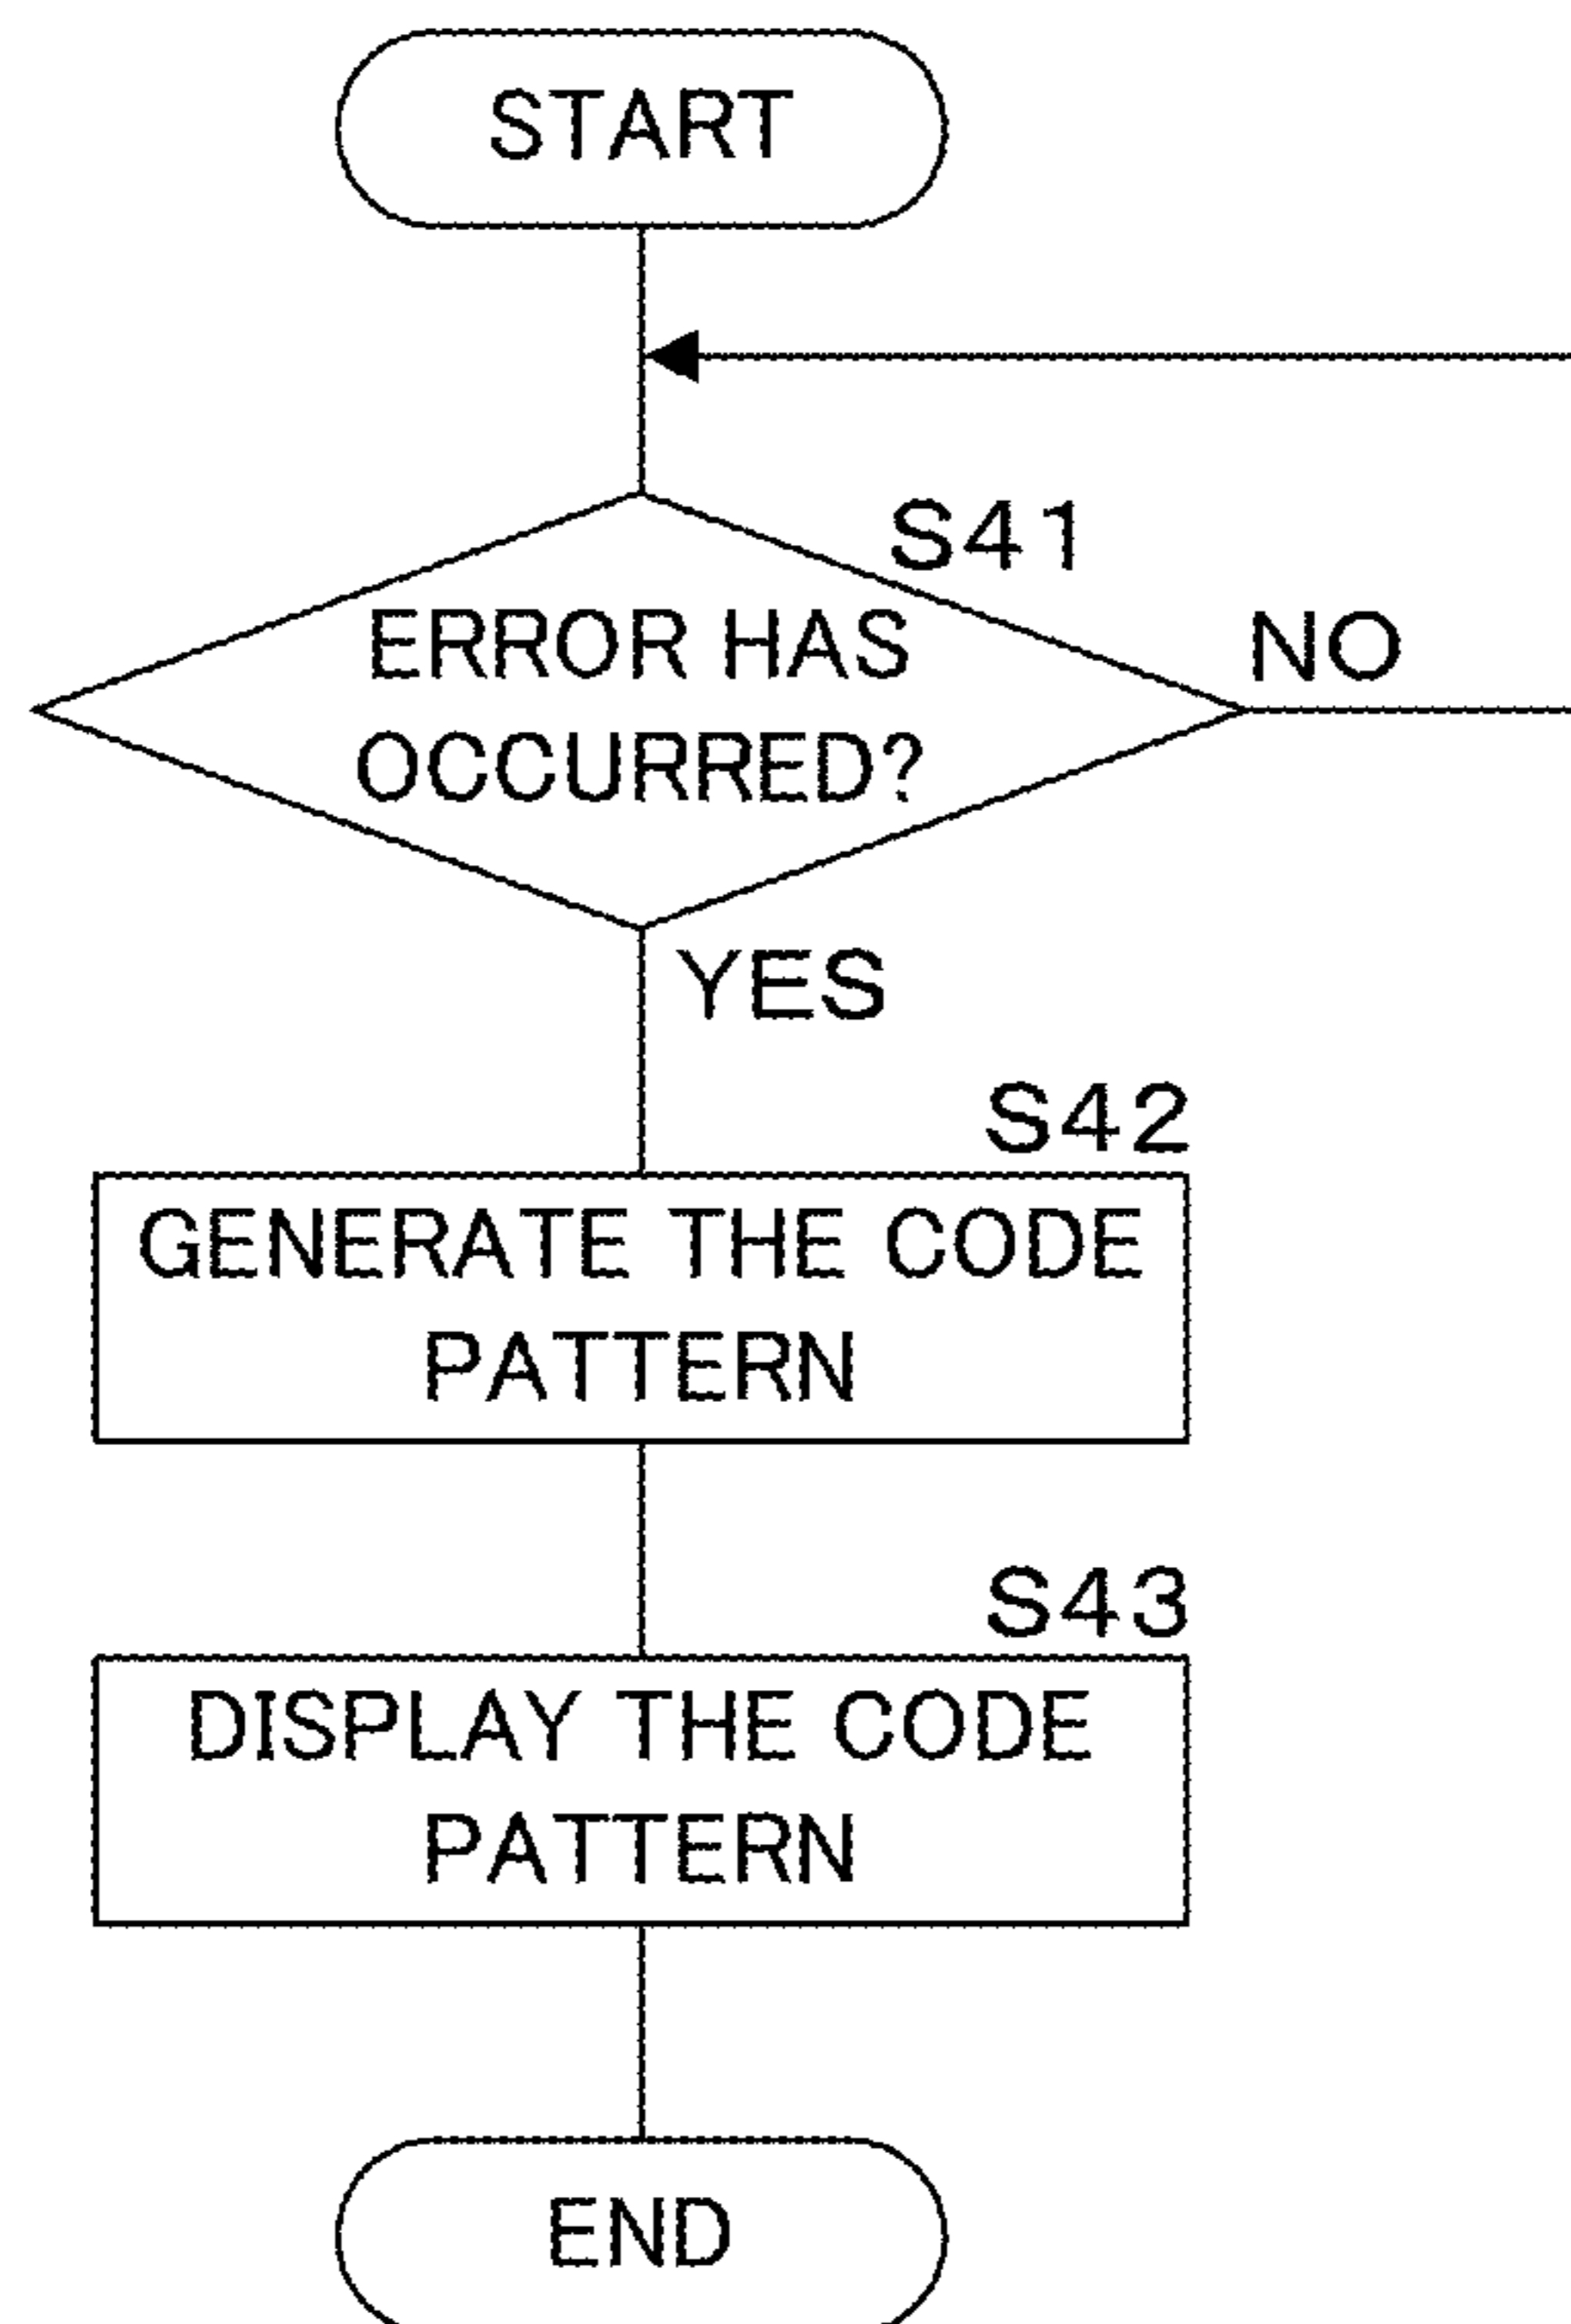 START
S41
ERROR HAS
OCCURRED?
NO
YES
S42
GENERATE THE CODE
PATTERN
S43
DISPLAY THE CODE
PATTERN
END